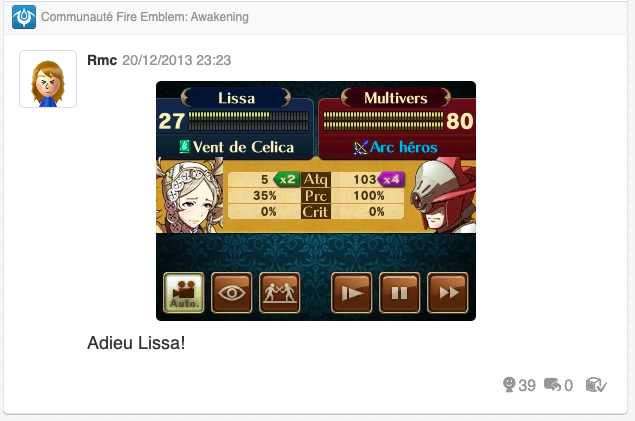 Communauté Fire Emblem: Awakening
Rmc 20/12/2013 23:23
Lissa Multivers
27 80
Vent de Celica Arc héros
5 x2 Atq 103 x4
35% Prc 100%
0% Crit 0%
Auto.
Adieu Lissa!
39 0